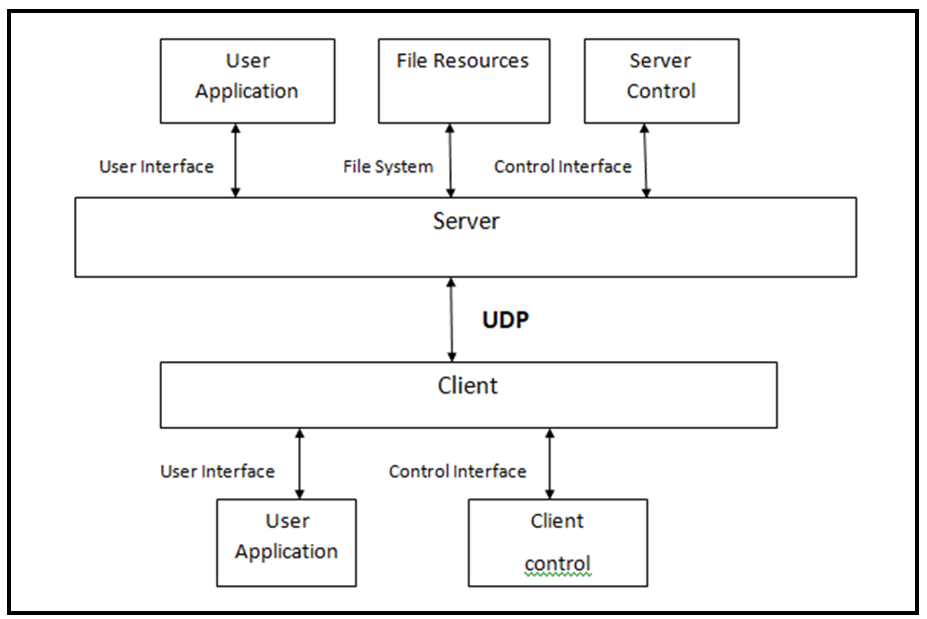 User
Application
File Resources
Server
Control
User Interface
File System
Control Interface
Server
UDP
Client
User Interface
Control Interface
User
Application
Client
control